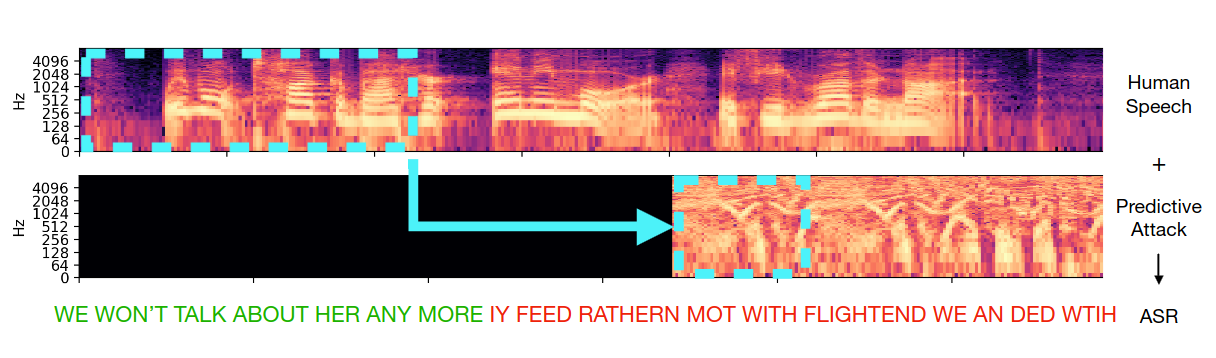 4096
2048
1024
512
256
128
64
0
Hz
Human
Speech
+
4096
2048
1024
512
256
128
64
0
Hz
Predictive
Attack
WE WON'T TALK ABOUT HER ANY MORE IY FEED RATHERN MOT WITH FLIGHTEND WE AN DED WTIH
ASR